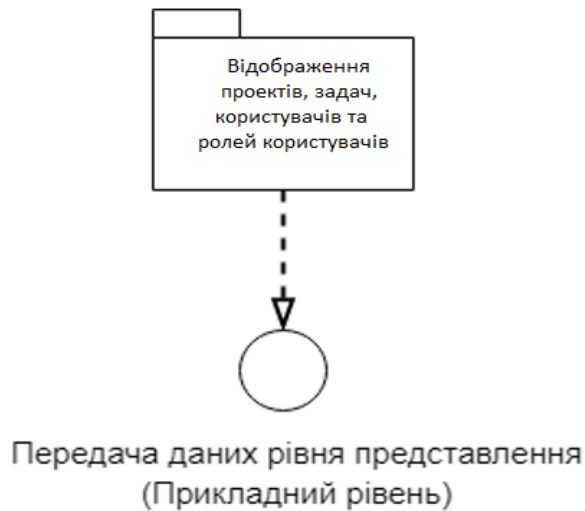 Відображення
проектів, задач,
користувачів та
ролей користувачів
Передача даних рівня представлення
(Прикладний рівень)